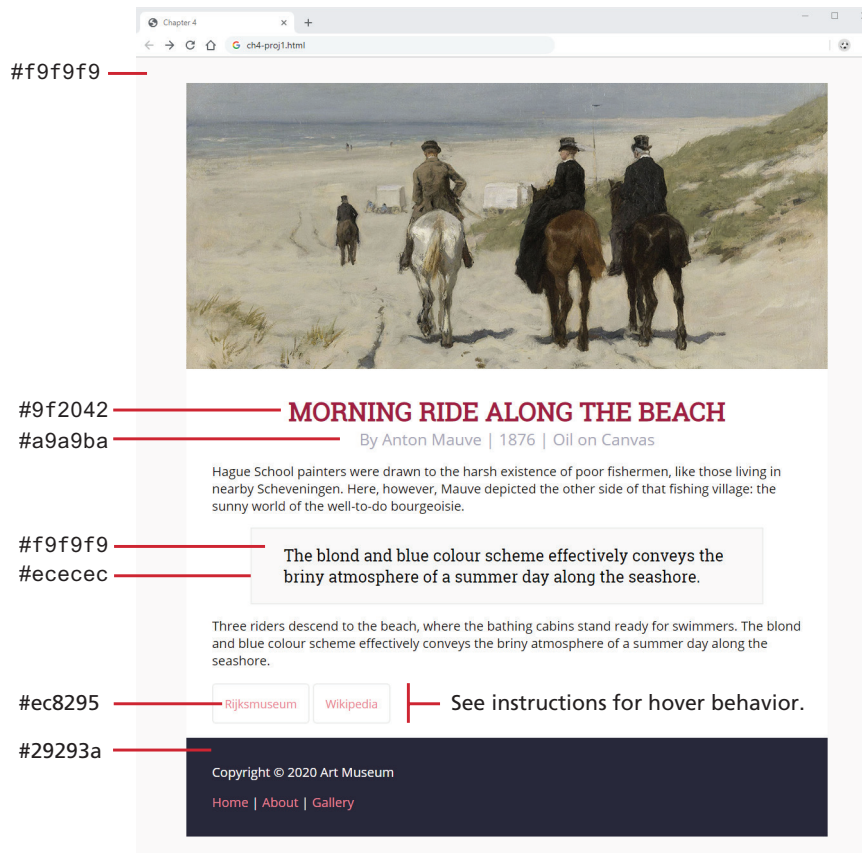 Chapter 4
ch4-proj1.html
#f9f9f9
#9f2042
MORNING RIDE ALONG THE BEACH
#a9a9ba
By Anton Mauve | 1876 | Oil on Canvas
Hague School painters were drawn to the harsh existence of poor fishermen, like those living in
nearby Scheveningen. Here, however, Mauve depicted the other side of that fishing village: the
sunny world of the well-to-do bourgeoisie.
#f9f9f9
#ececec
The blond and blue colour scheme effectively conveys the
briny atmosphere of a summer day along the seashore.
Three riders descend to the beach, where the bathing cabins stand ready for swimmers. The blond
and blue colour scheme effectively conveys the briny atmosphere of a summer day along the
seashore.
#ec8295
Rijksmuseum Wikipedia
See instructions for hover behavior.
#29293a
Copyright © 2020 Art Museum
Home | About | Gallery